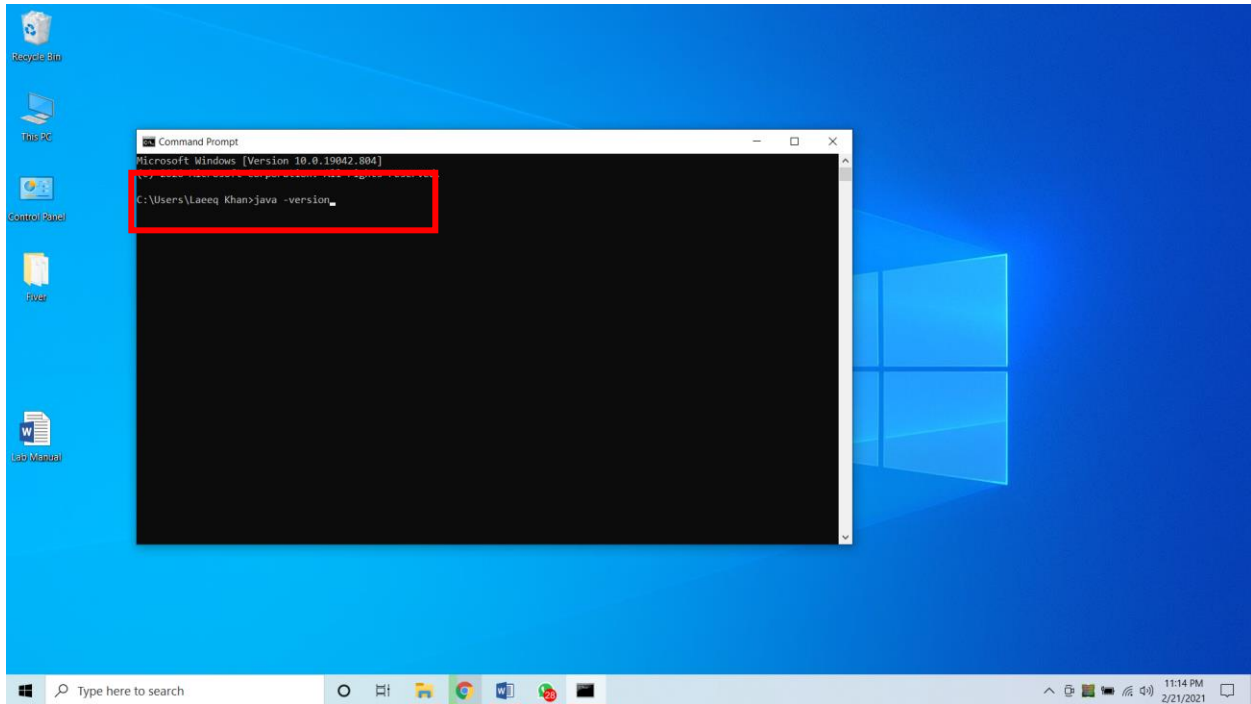 Recycle Bin
This PC
Control Panel
Fiver
Lab Manual
Command Prompt
Microsoft Windows [Version 10.0.19042.804]
C:\Users\Laeeq Khan>java -version
Type here to search
28
11:14 PM
2/21/2021